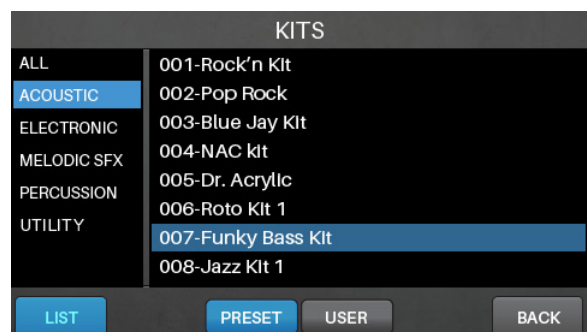 KITS
ALL
ACOUSTIC
ELECTRONIC
MELODIC SFX
PERCUSSION
UTILITY
001-Rock'n Kit
002-Pop Rock
003-Blue Jay Kit
004-NAC kit
005-Dr. Acrylic
006-Roto Kit 1
007-Funky Bass Kit
008-Jazz Kit 1
LIST
PRESET
USER
BACK